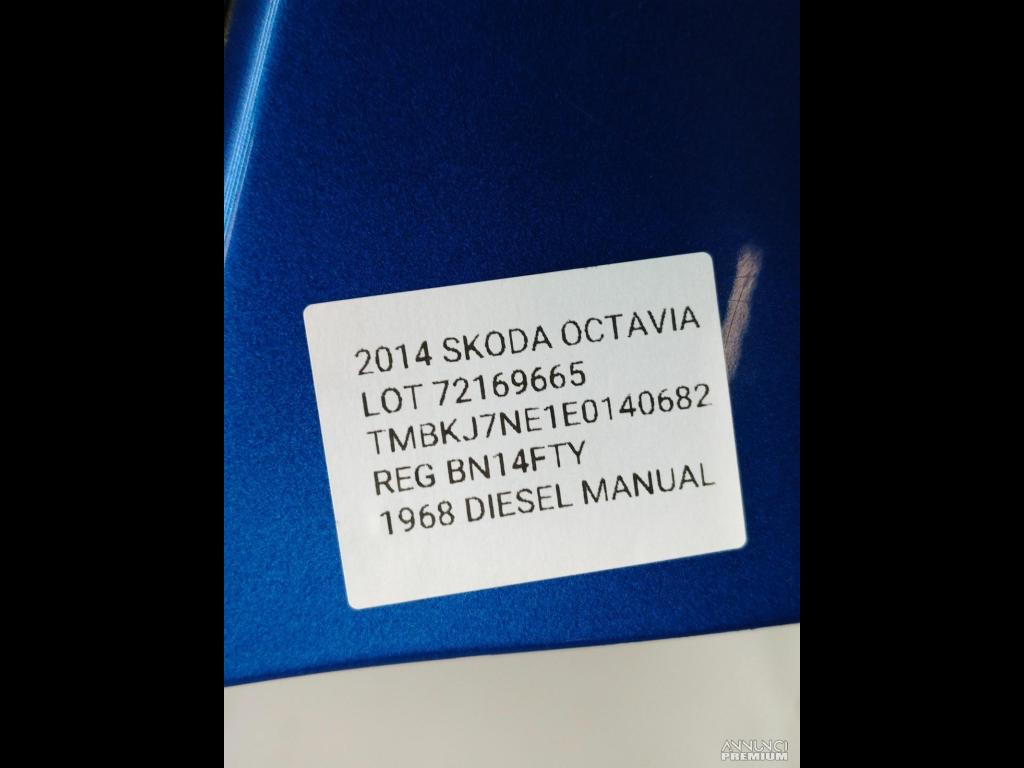 2014 SKODA OCTAVIA
LOT 72169665
TMBKJ7NE1E0140682
REG BN14FTY
1968 DIESEL MANUAL
ANNUNCI
PREMIUM